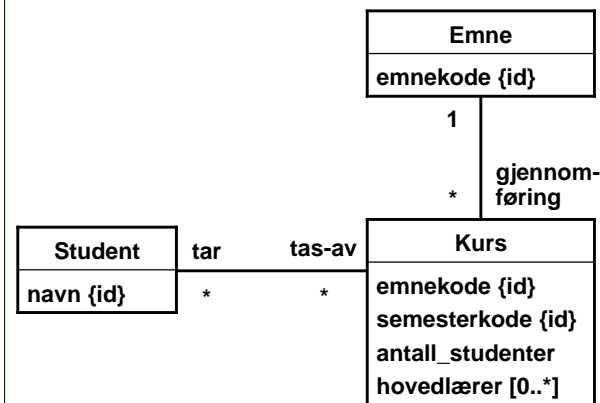 Emne
emnekode {id}
1
gjennom-
* føring
Student
navn {id}
tar tas-av
* *
Kurs
emnekode {id}
semesterkode {id}
antall_studenter
hovedlærer [0..*]